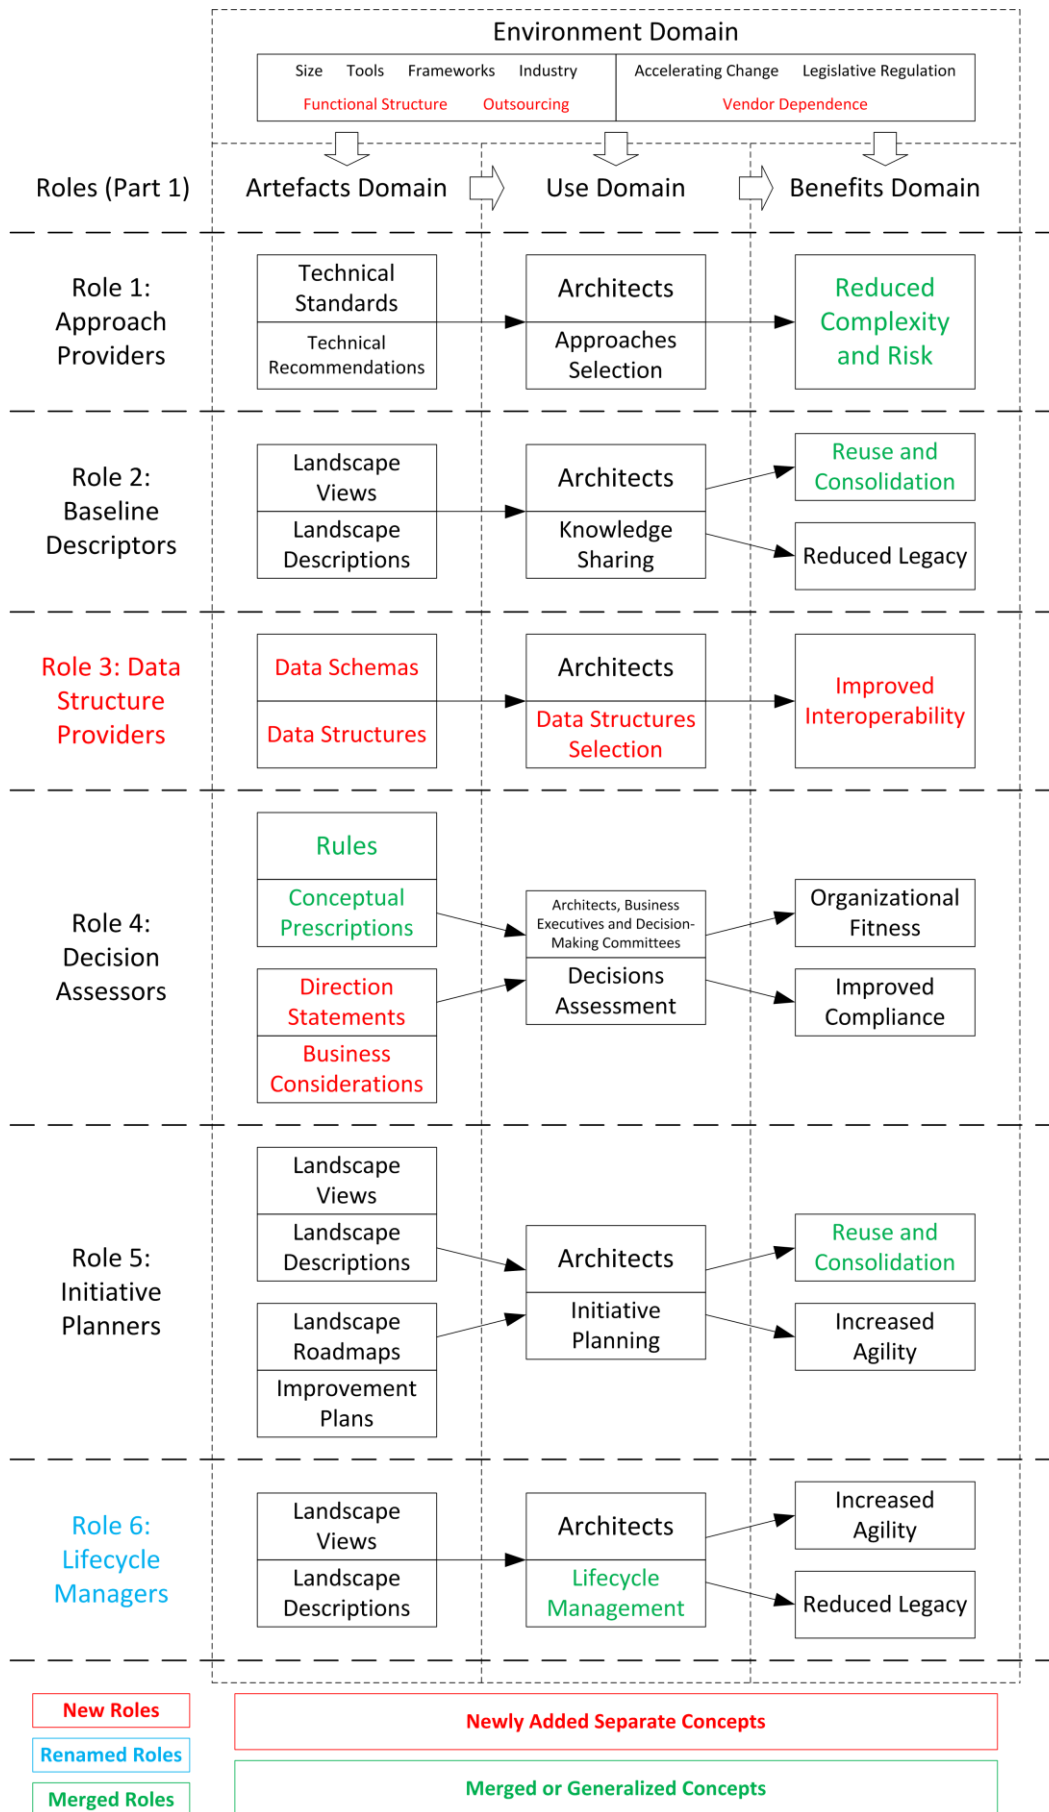 Environment Domain
Size Tools Frameworks Industry
Functional Structure Outsourcing
Accelerating Change Legislative Regulation
Vendor Dependence
Roles (Part 1)
Artefacts Domain
Use Domain
Benefits Domain
Role 1:
Approach
Providers
Technical
Standards
Technical
Recommendations
Architects
Approaches
Selection
Reduced
Complexity
and Risk
Role 2:
Baseline
Descriptors
Landscape
Views
Landscape
Descriptions
Architects
Knowledge
Sharing
Reuse and
Consolidation
Reduced Legacy
Role 3: Data
Structure
Providers
Data Schemas
Data Structures
Architects
Data Structures
Selection
Improved
Interoperability
Role 4:
Decision
Assessors
Rules
Conceptual
Prescriptions
Direction
Statements
Business
Considerations
Architects, Business
Executives and Decision-
Making Committees
Decisions
Assessment
Organizational
Fitness
Improved
Compliance
Role 5:
Initiative
Planners
Landscape
Views
Landscape
Descriptions
Landscape
Roadmaps
Improvement
Plans
Architects
Initiative
Planning
Reuse and
Consolidation
Increased
Agility
Role 6:
Lifecycle
Managers
Landscape
Views
Landscape
Descriptions
Architects
Lifecycle
Management
Increased
Agility
Reduced Legacy
New Roles
Renamed Roles
Merged Roles
Newly Added Separate Concepts
Merged or Generalized Concepts